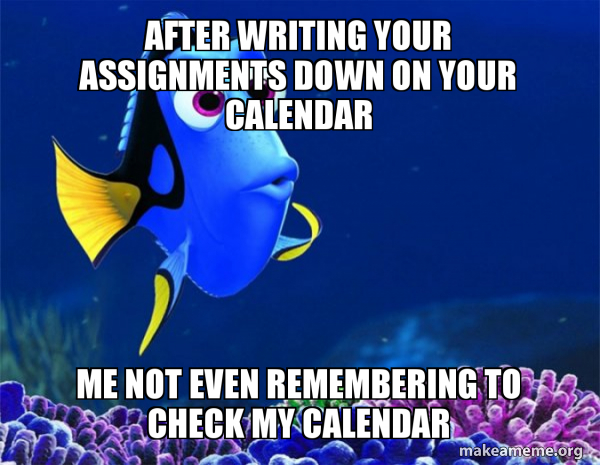 AFTER WRITING YOUR
ASSIGNMENTS DOWN ON YOUR
CALENDAR
ME NOT EVEN REMEMBERING TO
CHECK MY CALENDAR
makeameme.org